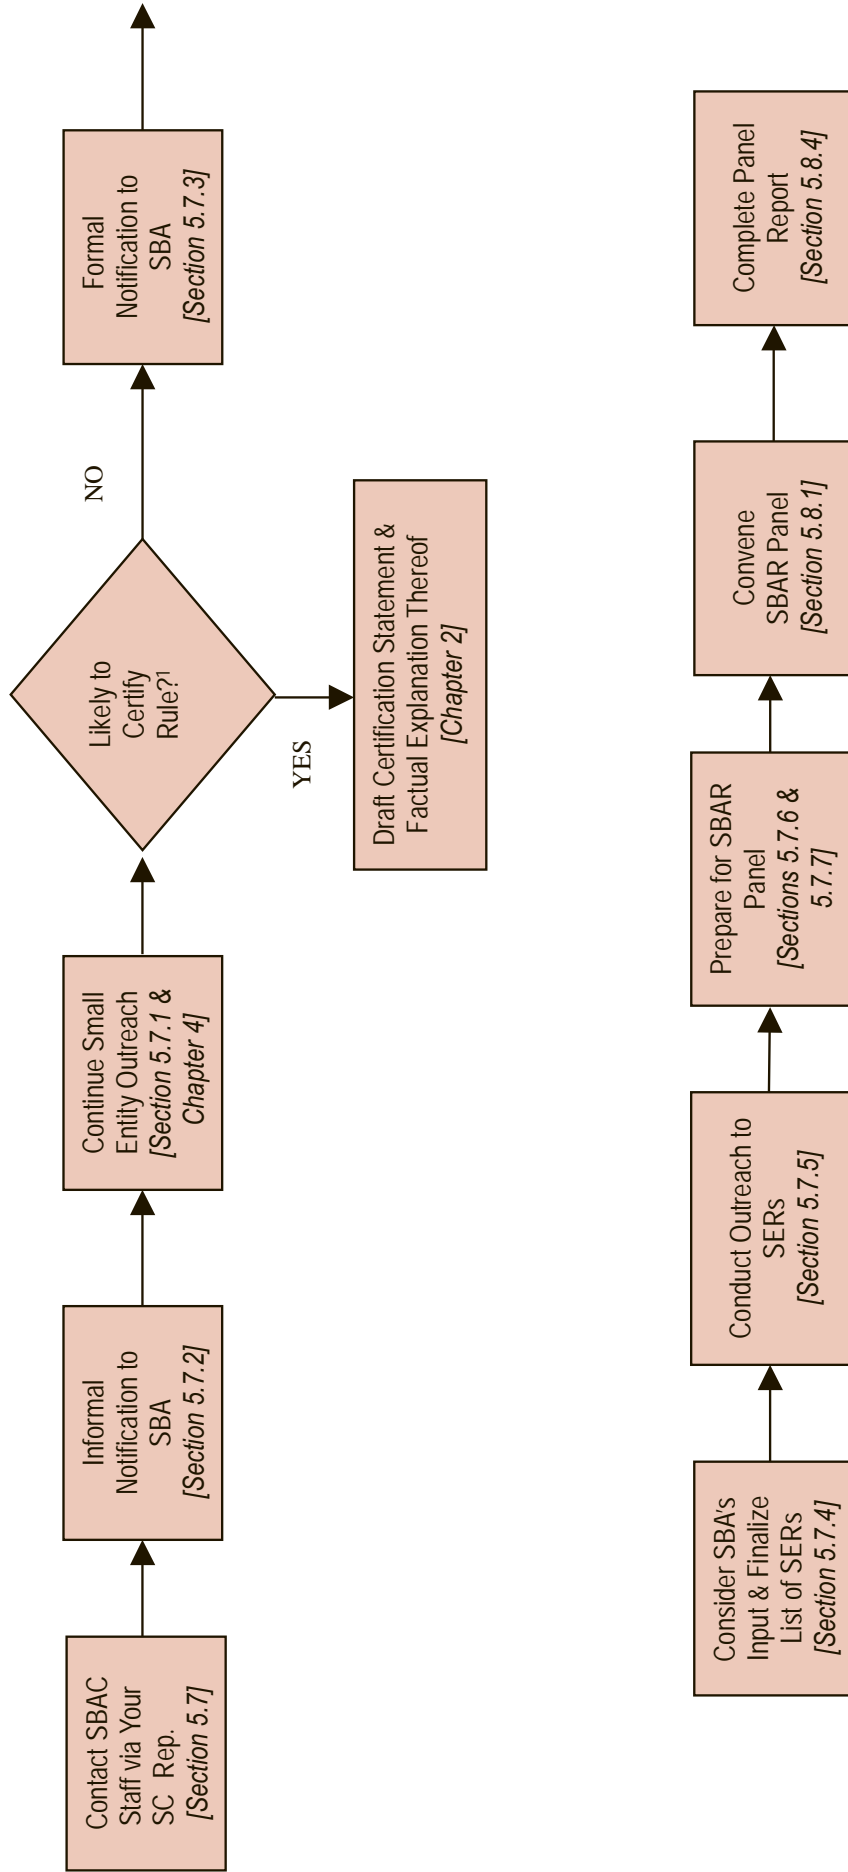 Contact SBAC
Staff via Your
SC Rep.
[Section 5.7]
Informal
Notification to
SBA
[Section 5.7.2]
Continue Small
Entity Outreach
[Section 5.7.1 &
Chapter 4]
Likely to
Certify
Rule?¹
NO
Formal
Notification to
SBA
[Section 5.7.3]
YES
Draft Certification Statement &
Factual Explanation Thereof
[Chapter 2]
Consider SBA's
Input & Finalize
List of SERs
[Section 5.7.4]
Conduct Outreach to
SERs
[Section 5.7.5]
Prepare for SBAR
Panel
[Sections 5.7.6 &
5.7.7]
Convene
SBAR Panel
[Section 5.8.1]
Complete Panel
Report
[Section 5.8.4]